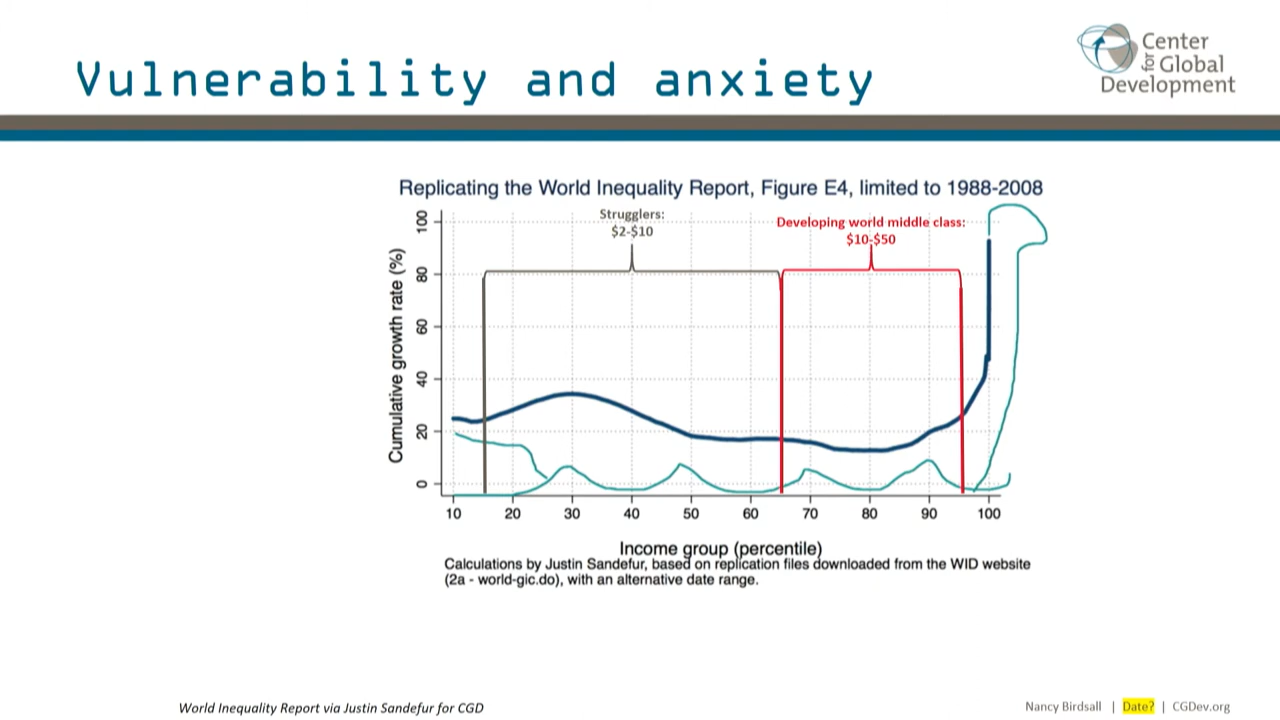 Vulnerability and anxiety
Center
for Global
Development
Replicating the World Inequality Report, Figure E4, limited to 1988-2008
Strugglers:
$2-$10
Developing world middle class:
$10-$50
Cumulative growth rate (%)
100
80
60
40
20
0
10 20 30 40 50 60 70 80 90 100
Income group (percentile)
Calculations by Justin Sandefur, based on replication files downloaded from the WID website
(2a - world-gic.do), with an alternative date range.
World Inequality Report via Justin Sandefur for CGD
Nancy Birdsall | Date? | CGDev.org